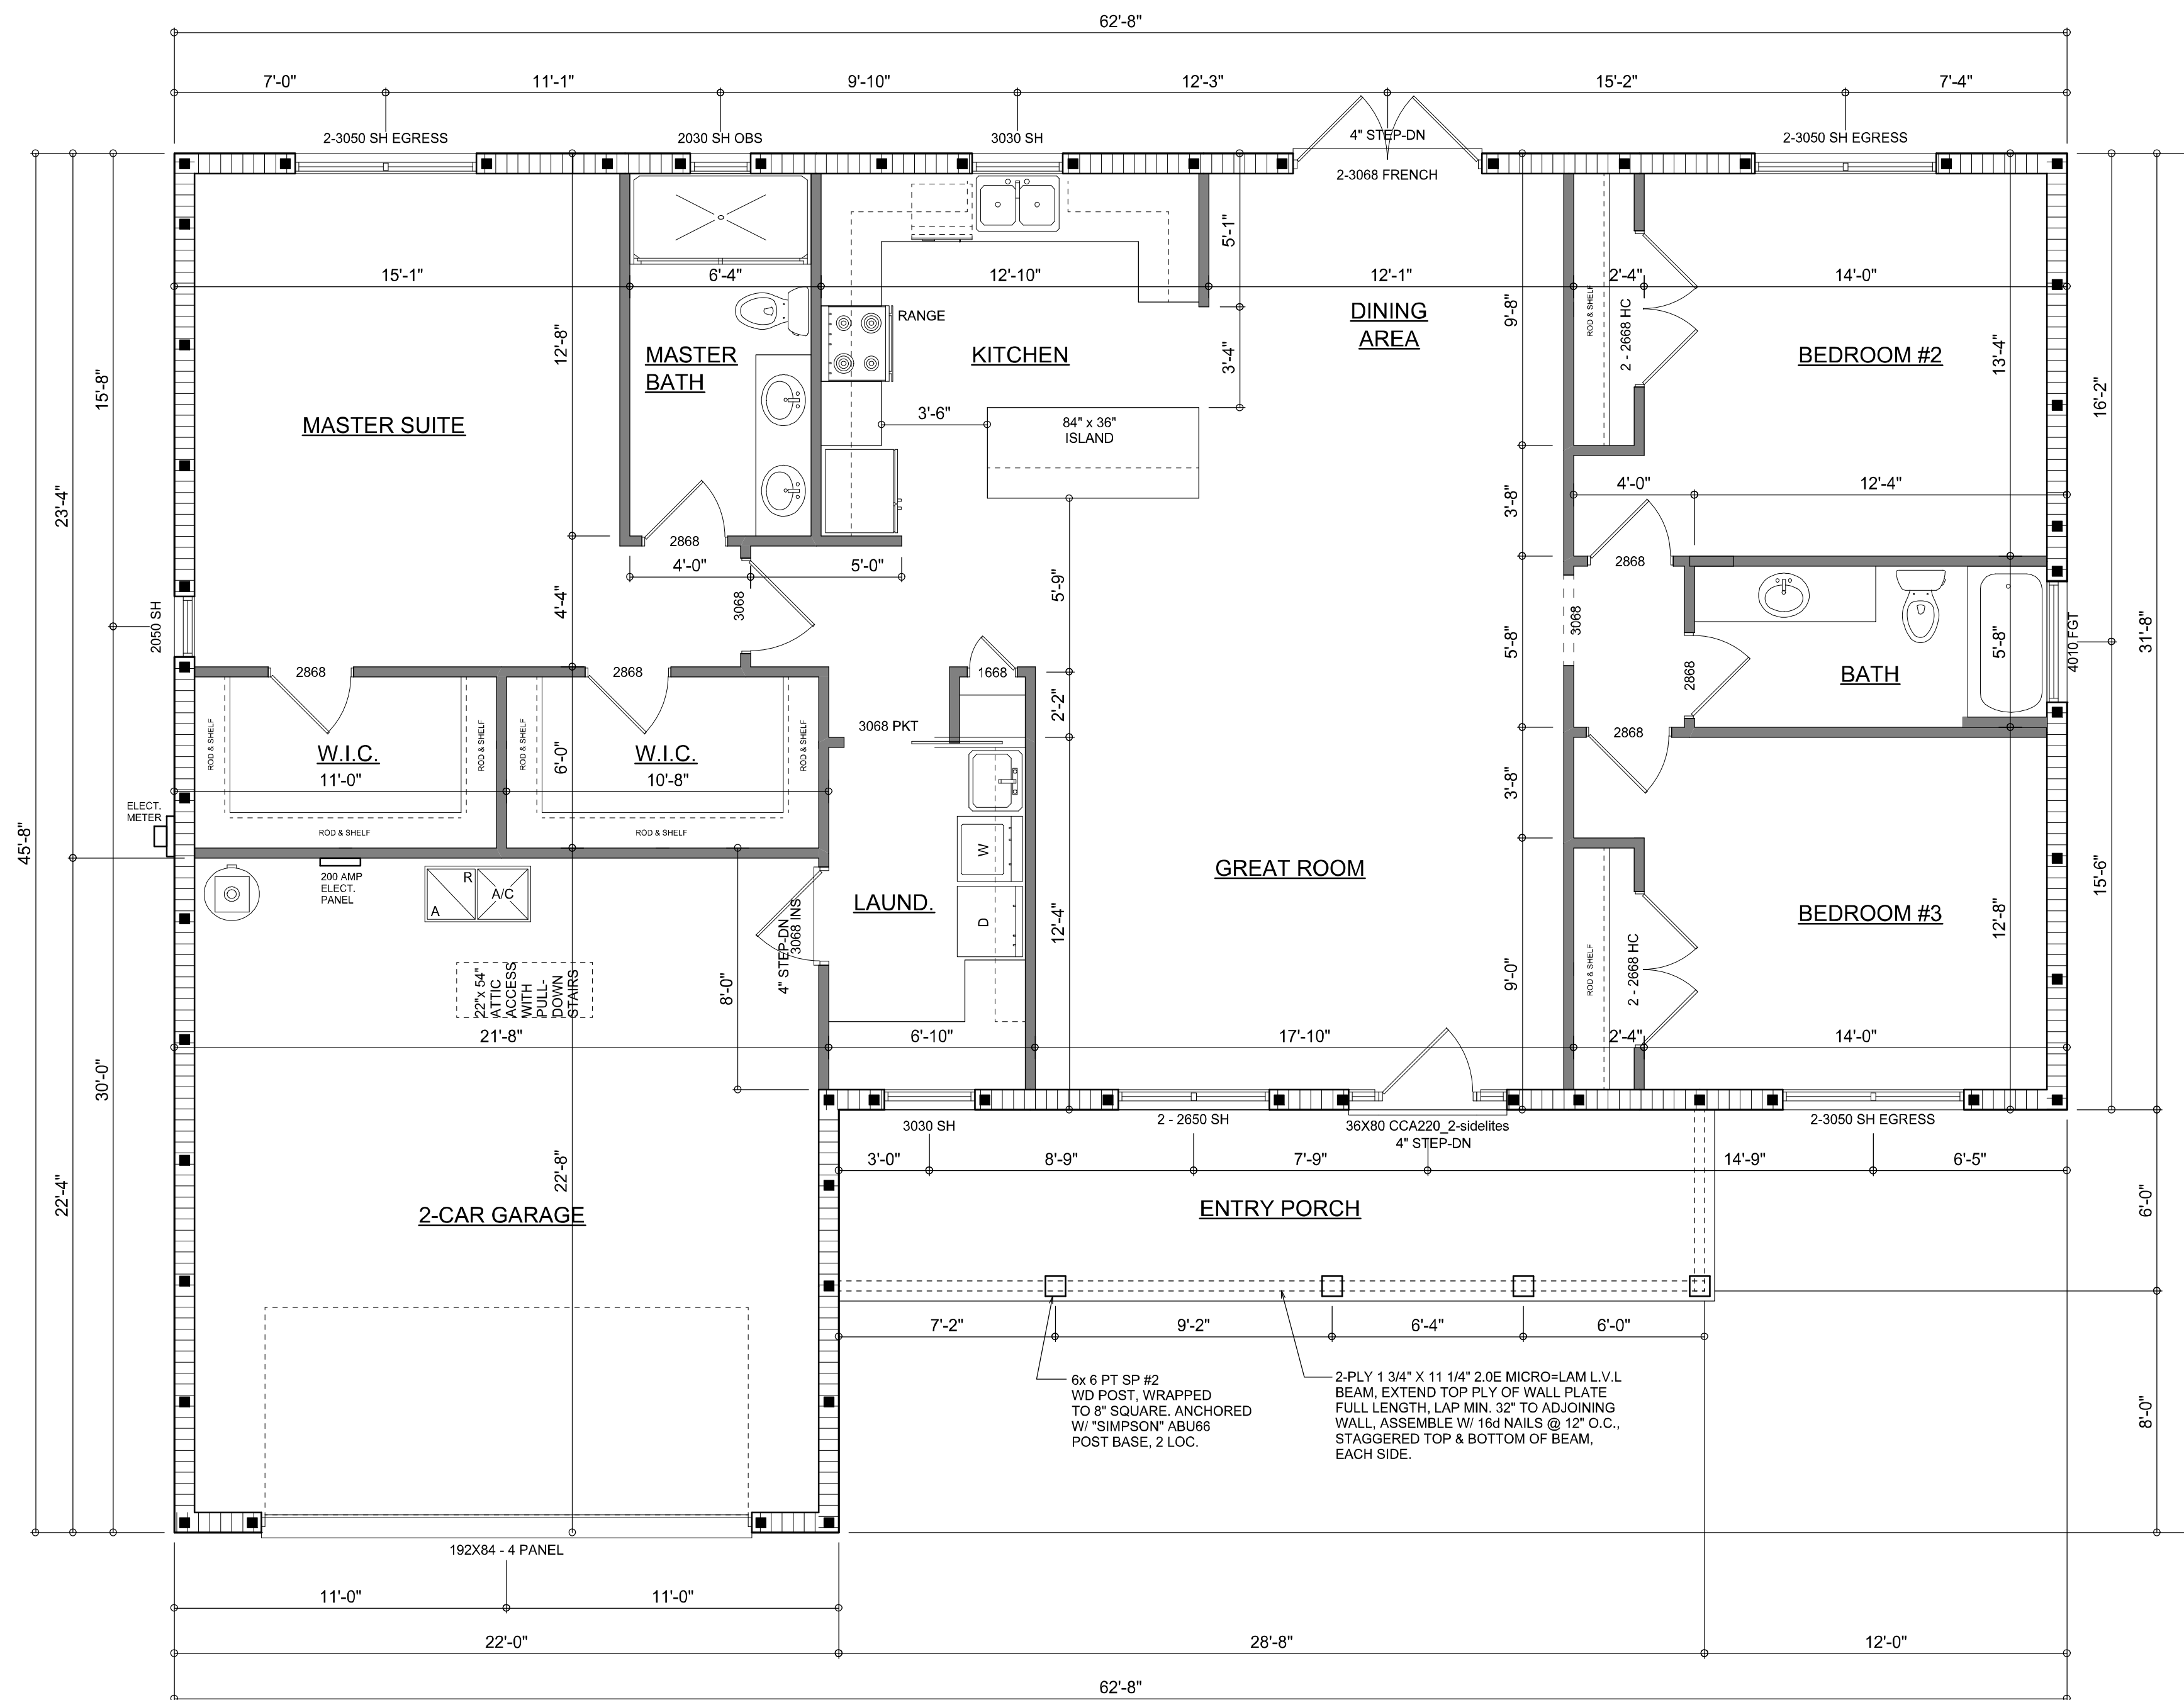 62'-8"
7'-0" 11'-1" 9'-10" 12'-3" 15'-2" 7'-4"
2-3050 SH EGRESS 2030 SH OBS 3030 SH 4" STEP-DN 2-3050 SH EGRESS
2-3068 FRENCH
5'-1"
15'-1" 6'-4" 12'-10" 12'-1" 2'-4" 14'-0"
12'-8"
RANGE
DINING
AREA
9'-8"
ROD & SHELF
2 - 2668 HC
MASTER
BATH
KITCHEN
3'-4"
BEDROOM #2
13'-4"
15'-8"
16'-2"
MASTER SUITE
3'-6"
84" x 36"
ISLAND
23'-4"
3'-8"
4'-0" 12'-4"
2868
4'-0" 5'-0"
5'-9"
2868
2050 SH
4'-4"
3068
3068
5'-8"
5'-8"
4010 FGT
31'-8"
2868 2868 1668
2868
BATH
2'-2"
3068 PKT
2868
ROD & SHELF
ROD & SHELF
ROD & SHELF
ROD & SHELF
W.I.C.
11'-0"
6'-0"
W.I.C.
10'-8"
3'-8"
ELECT.
METER
ROD & SHELF ROD & SHELF
45'-8"
W
GREAT ROOM
15'-6"
200 AMP
ELECT.
PANEL
R
A
A/C
LAUND.
D
12'-4"
BEDROOM #3
12'-8"
4" STEP-DN
3068 INS
22"x 54"
ATTIC
ACCESS
WITH
PULL-
DOWN
STAIRS
8'-0"
9'-0"
ROD & SHELF
2 - 2668 HC
21'-8" 6'-10" 17'-10" 2'-4" 14'-0"
30'-0"
3030 SH 2 - 2650 SH 36X80 CCA220_2-sidelites 2-3050 SH EGRESS
4" STEP-DN
3'-0" 8'-9" 7'-9" 14'-9" 6'-5"
22'-4"
22'-8"
6'-0"
2-CAR GARAGE
ENTRY PORCH
7'-2" 9'-2" 6'-4" 6'-0"
6x 6 PT SP #2
WD POST, WRAPPED
TO 8" SQUARE. ANCHORED
W/ "SIMPSON" ABU66
POST BASE, 2 LOC.
2-PLY 1 3/4" X 11 1/4" 2.0E MICRO=LAM L.V.L
BEAM, EXTEND TOP PLY OF WALL PLATE
FULL LENGTH, LAP MIN. 32" TO ADJOINING
WALL, ASSEMBLE W/ 16d NAILS @ 12" O.C.,
STAGGERED TOP & BOTTOM OF BEAM,
EACH SIDE.
8'-0"
192X84 - 4 PANEL
11'-0" 11'-0"
22'-0" 28'-8" 12'-0"
62'-8"